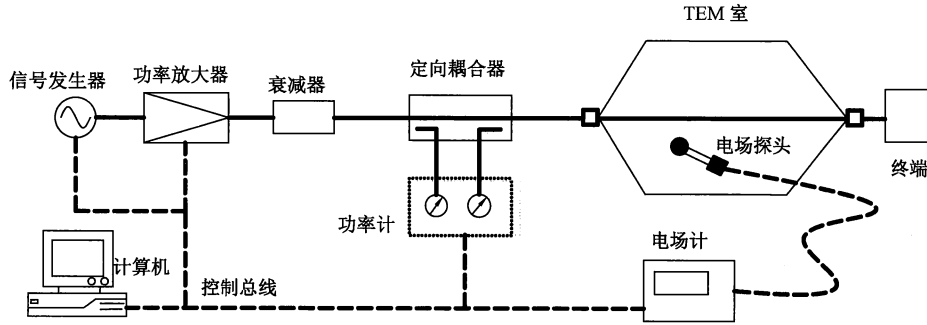 TEM 室
信号发生器
功率放大器
衰减器
定向耦合器
电场探头
终端
功率计
计算机
控制总线
电场计